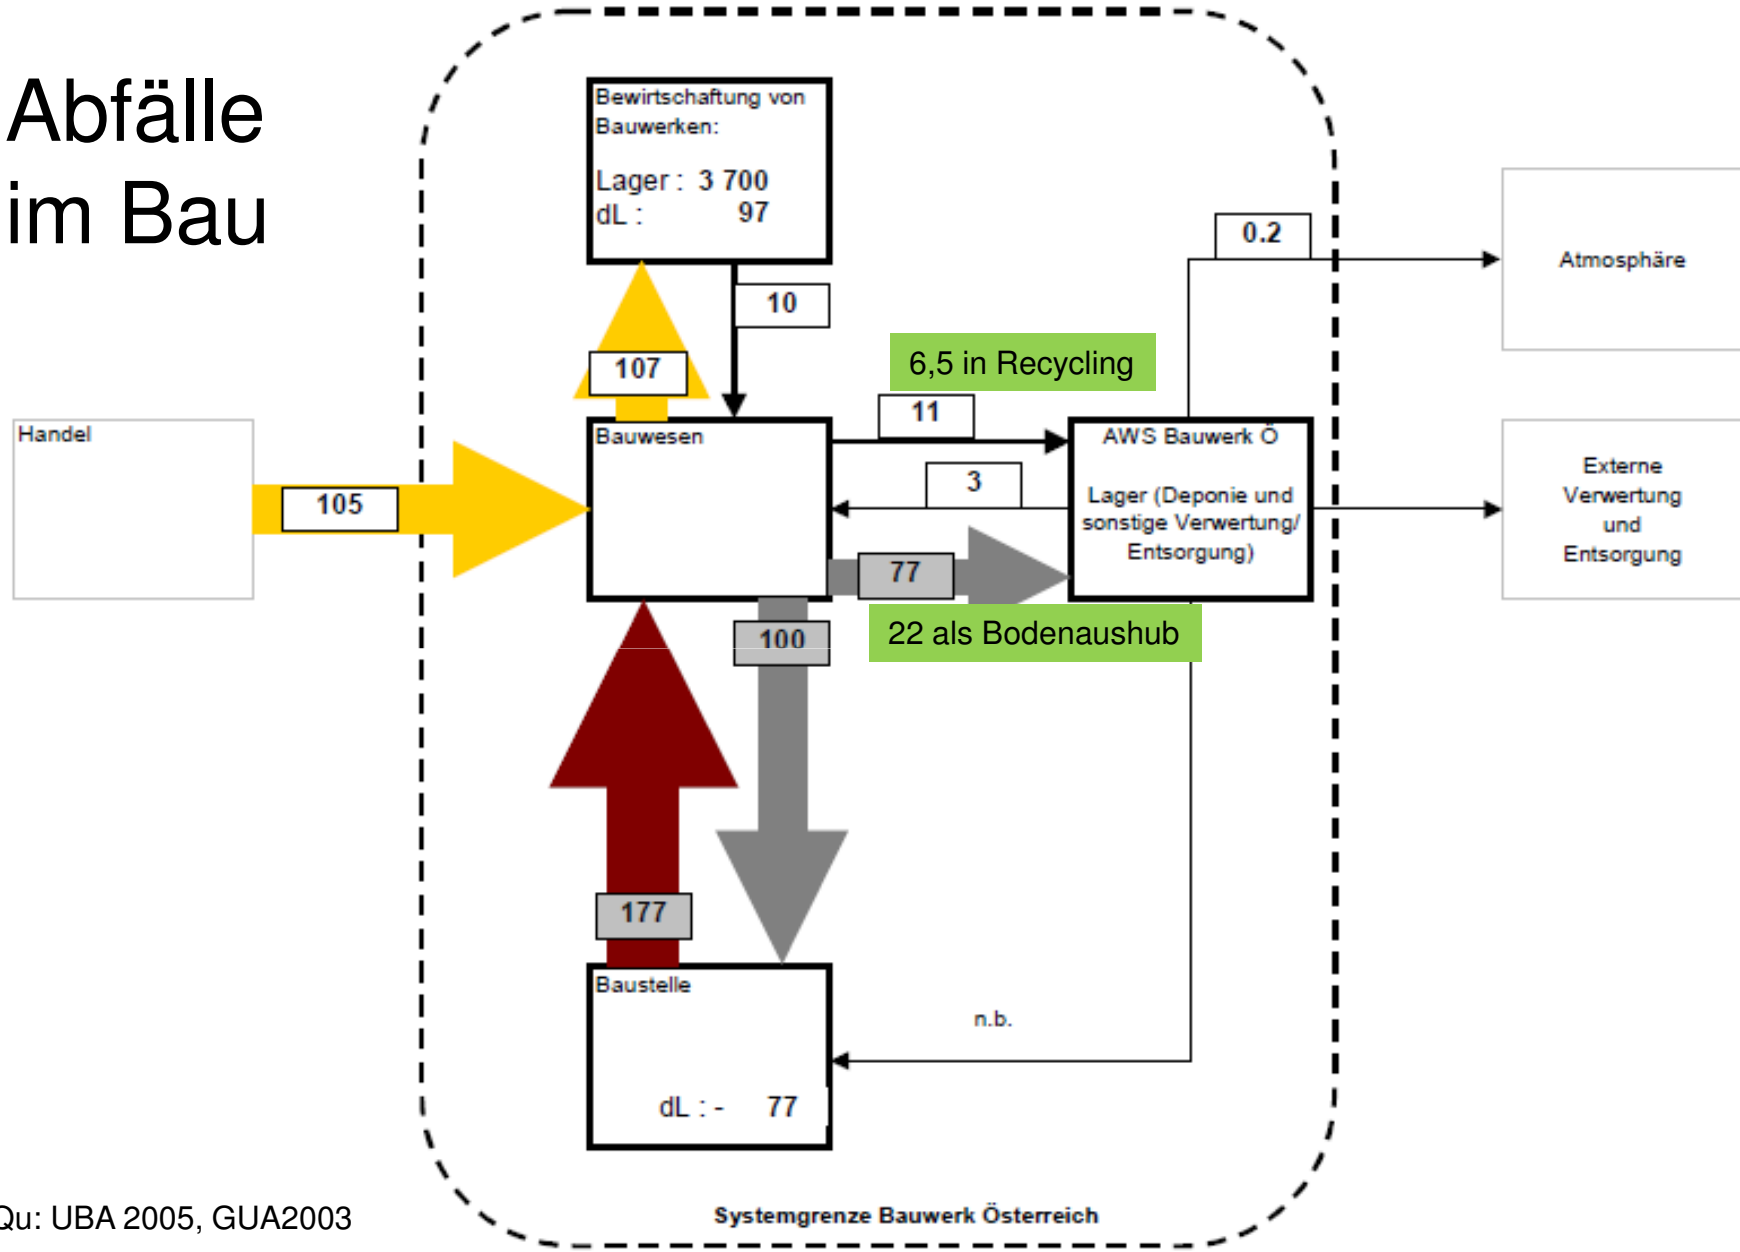 Abfälle
im Bau
Bewirtschaftung von
Bauwerken:
Lager : 3 700
dL : 97
0.2
Atmosphäre
10
107
6,5 in Recycling
11
Handel
105
Bauwesen
3
AWS Bauwerk Ö
Lager (Deponie und
sonstige Verwertung/
Entsorgung)
Externe
Verwertung
und
Entsorgung
77
22 als Bodenaushub
100
177
Baustelle
dL : - 77
n.b.
Qu: UBA 2005, GUA2003
Systemgrenze Bauwerk Österreich